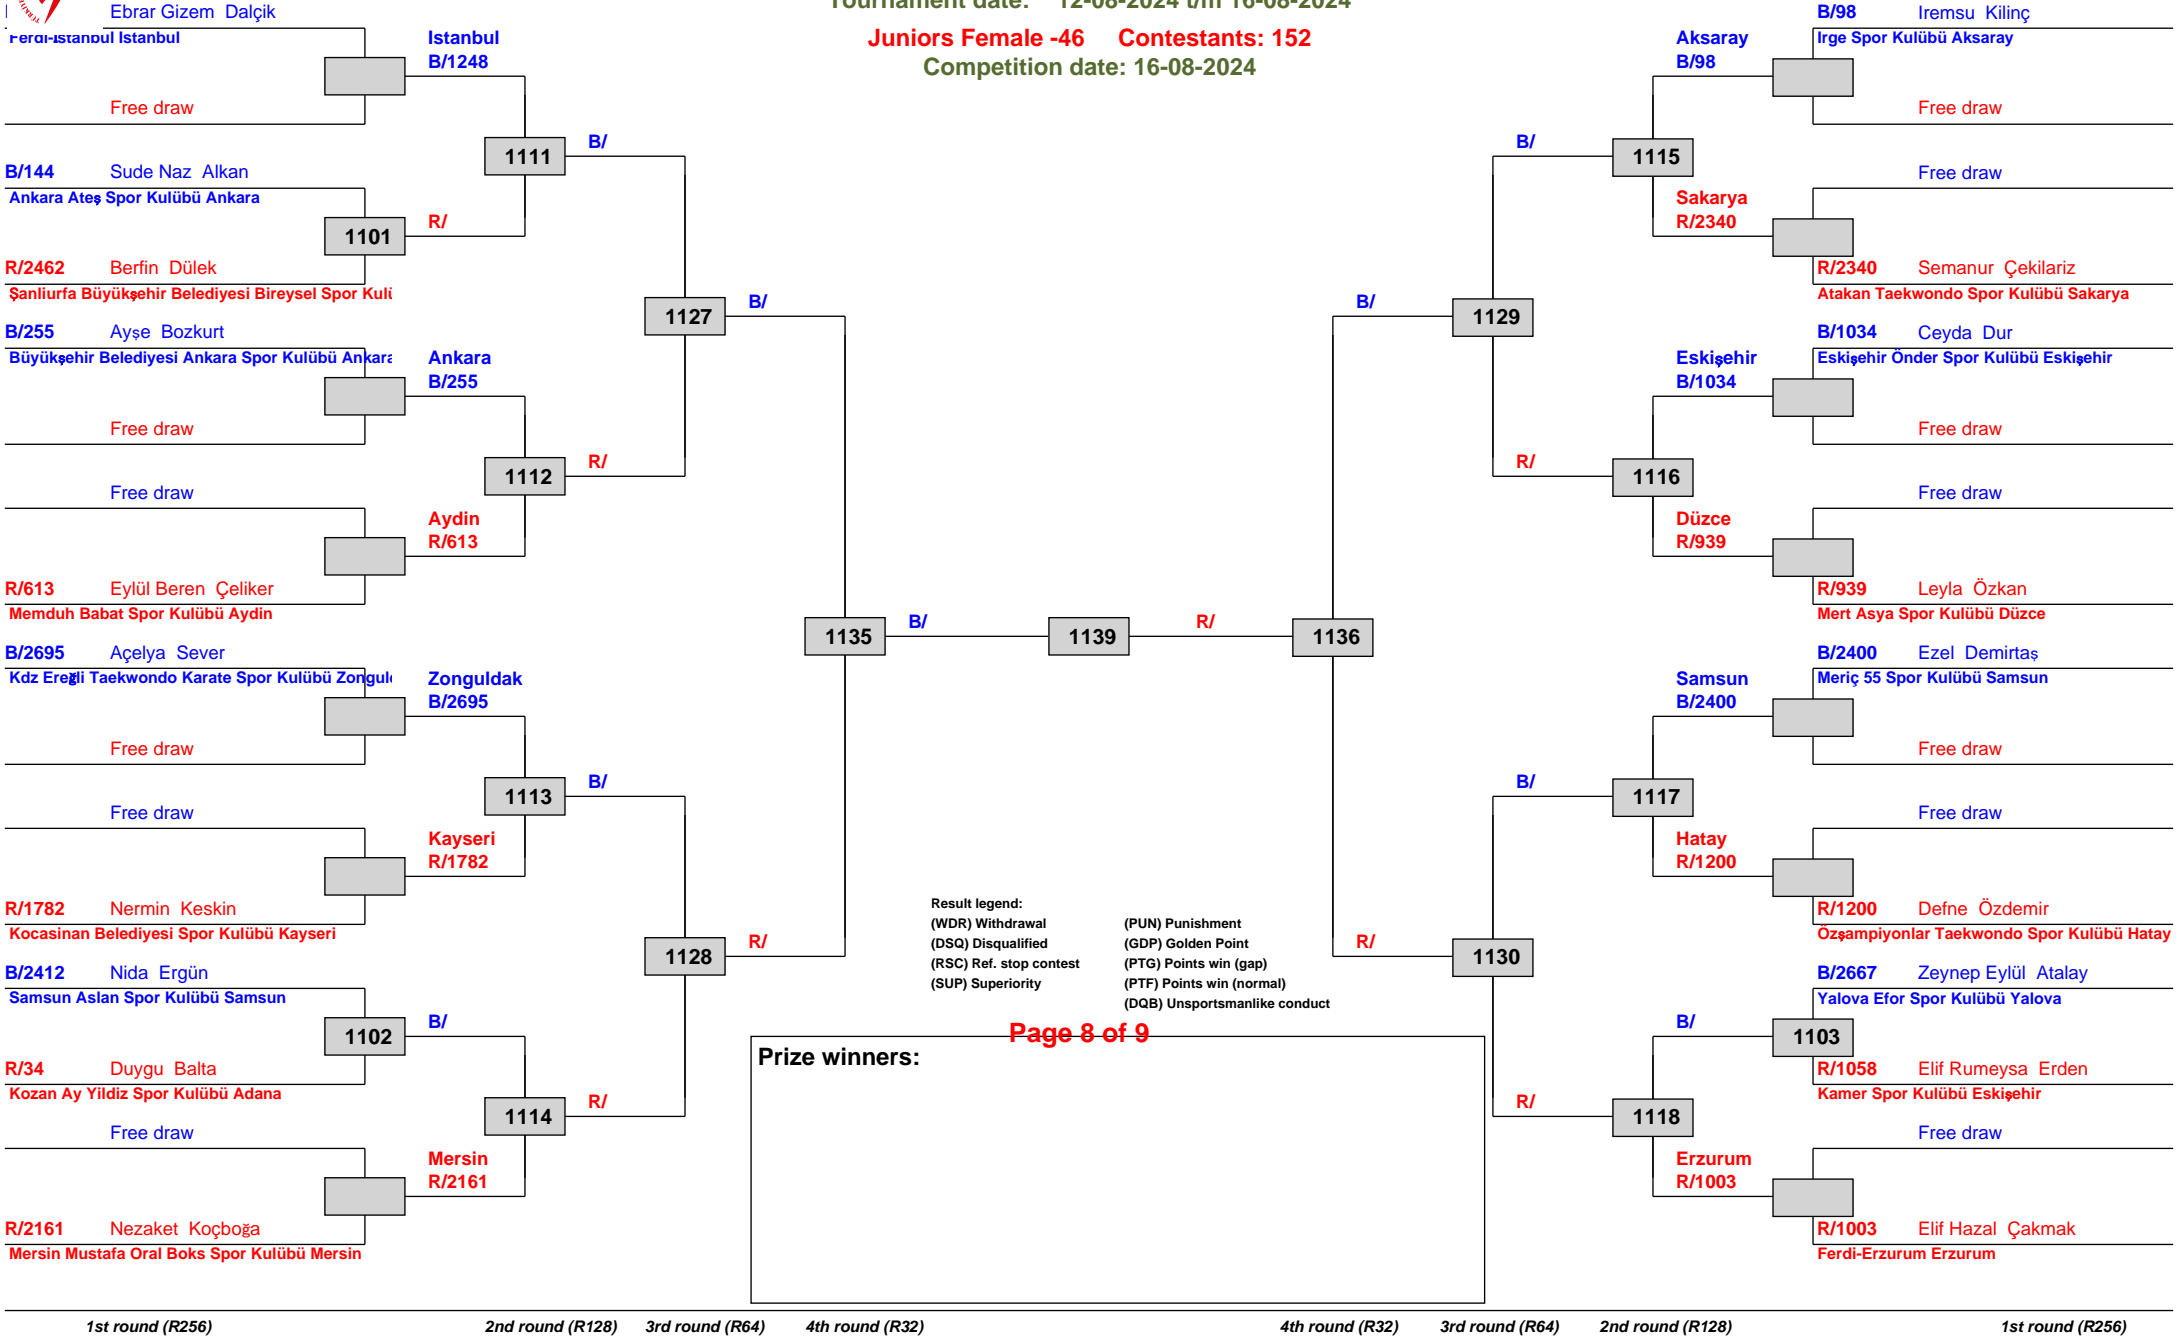 Tournament date: 12-08-2024 t/m 16-08-2024
Juniors Female -46 Contestants: 152
Competition date: 16-08-2024
Ebrar Gizem Dalçik
Ferdi-Istanbul Istanbul
Istanbul
B/1248
Free draw
1111
B/
B/144 Sude Naz Alkan
Ankara Ateş Spor Kulübü Ankara
1101
R/
R/2462 Berfin Dülek
Şanliurfa Büyükşehir Belediyesi Bireysel Spor Kulü
1127
B/
B/255 Ayşe Bozkurt
Büyükşehir Belediyesi Ankara Spor Kulübü Ankara
Ankara
B/255
Free draw
1112
R/
Free draw
Aydin
R/613
R/613 Eylül Beren Çeliker
Memduh Babat Spor Kulübü Aydin
1135
B/
1139
R/
1136
B/2695 Açelya Sever
Kdz Ereğli Taekwondo Karate Spor Kulübü Zongul
Zonguldak
B/2695
Free draw
1113
B/
Free draw
Kayseri
R/1782
R/1782 Nermin Keskin
Kocasinan Belediyesi Spor Kulübü Kayseri
1128
R/
B/2412 Nida Ergün
Samsun Aslan Spor Kulübü Samsun
1102
B/
R/34 Duygu Balta
Kozan Ay Yildiz Spor Kulübü Adana
1114
R/
Free draw
Mersin
R/2161
R/2161 Nezaket Koçboğa
Mersin Mustafa Oral Boks Spor Kulübü Mersin
B/98 Iremsu Kilinç
Irge Spor Kulübü Aksaray
Aksaray
B/98
Free draw
B/
1115
Free draw
Sakarya
R/2340
R/2340 Semanur Çekilariz
Atakan Taekwondo Spor Kulübü Sakarya
B/
1129
B/1034 Ceyda Dur
Eskişehir Önder Spor Kulübü Eskişehir
Eskişehir
B/1034
Free draw
R/
1116
Free draw
Düzce
R/939
R/939 Leyla Özkan
Mert Asya Spor Kulübü Düzce
B/2400 Ezel Demirtaş
Meriç 55 Spor Kulübü Samsun
Samsun
B/2400
Free draw
B/
1117
Free draw
Hatay
R/1200
R/1200 Defne Özdemir
Özşampiyonlar Taekwondo Spor Kulübü Hatay
R/
1130
B/2667 Zeynep Eylül Atalay
Yalova Efor Spor Kulübü Yalova
B/
1103
R/1058 Elif Rumeysa Erden
Kamer Spor Kulübü Eskişehir
R/
1118
Free draw
Erzurum
R/1003
R/1003 Elif Hazal Çakmak
Ferdi-Erzurum Erzurum
Result legend:
(WDR) Withdrawal (PUN) Punishment
(DSQ) Disqualified (GDP) Golden Point
(RSC) Ref. stop contest (PTG) Points win (gap)
(SUP) Superiority (PTF) Points win (normal)
(DQB) Unsportsmanlike conduct
Page 8 of 9
Prize winners:
1st round (R256) 2nd round (R128) 3rd round (R64) 4th round (R32) 4th round (R32) 3rd round (R64) 2nd round (R128) 1st round (R256)